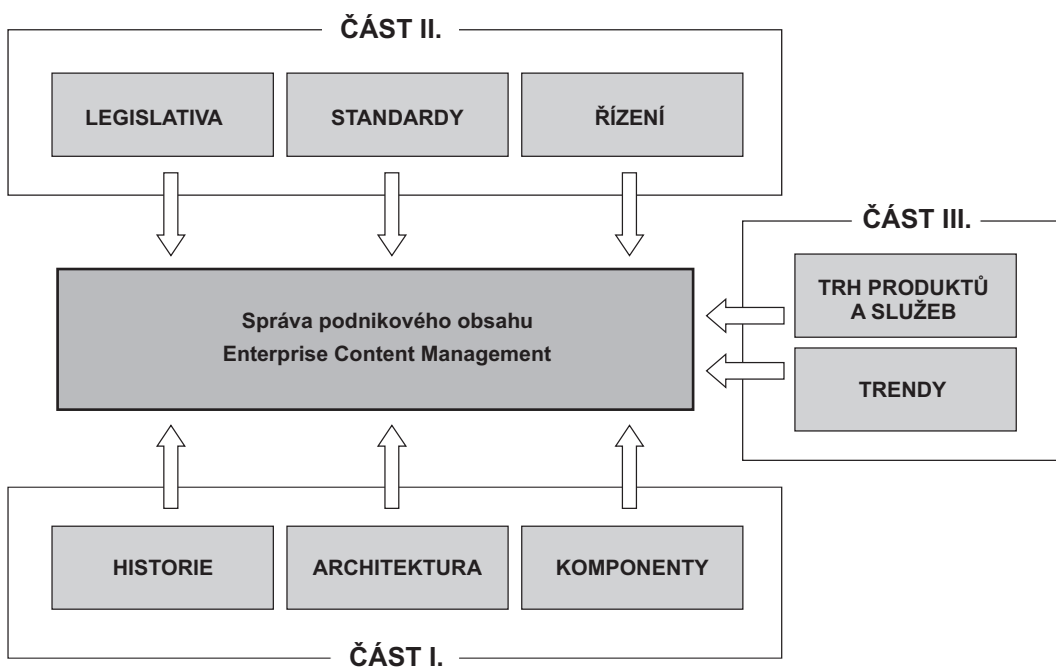 ČÁST II.
LEGISLATIVA
STANDARDY
ŘÍZENÍ
ČÁST III.
TRH PRODUKTŮ
A SLUŽEB
TRENDY
Správa podnikového obsahu
Enterprise Content Management
HISTORIE
ARCHITEKTURA
KOMPONENTY
ČÁST I.